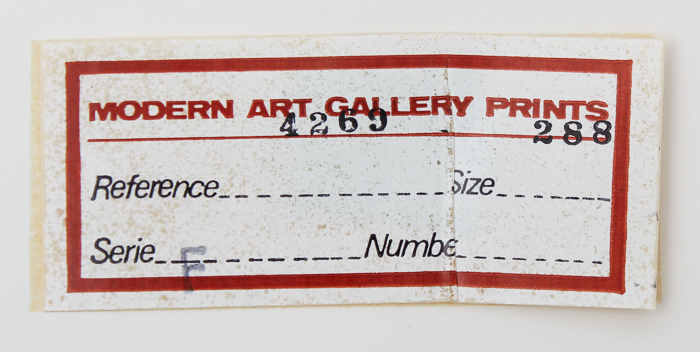 MODERN ART GALLERY PRINTS
4269 288
Reference Size
Serie F Numbe